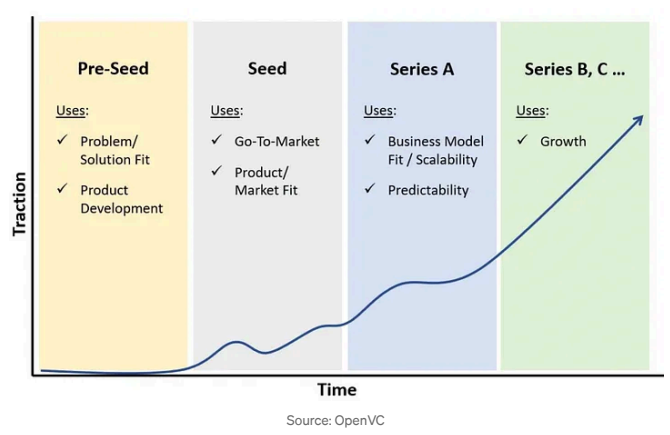 Pre-Seed
Uses:
✓ Problem/
Solution Fit
✓ Product
Development
Seed
Uses:
✓ Go-To-Market
✓ Product/
Market Fit
Series A
Uses:
✓ Business Model
Fit / Scalability
✓ Predictability
Series B, C ...
Uses:
✓ Growth
Traction
Time
Source: OpenVC